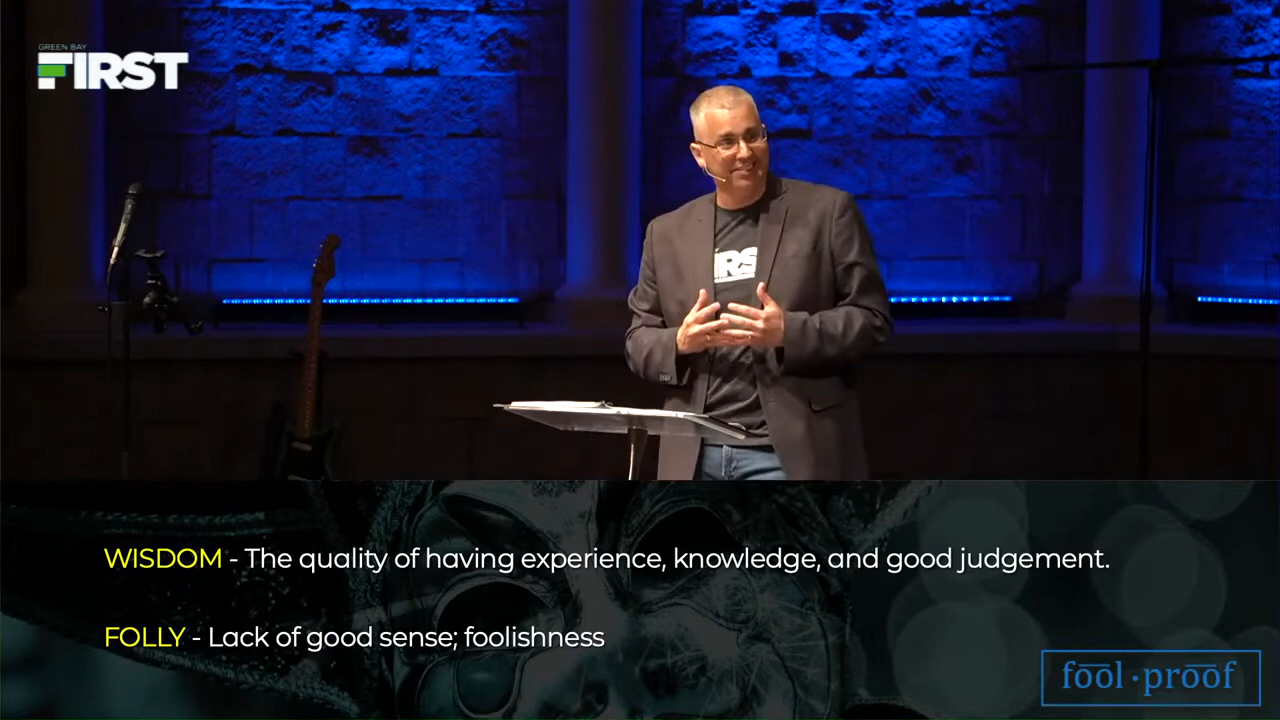 GREEN BAY
FIRST
IRS
WISDOM - The quality of having experience, knowledge, and good judgement.
FOLLY - Lack of good sense; foolishness
fool·proof